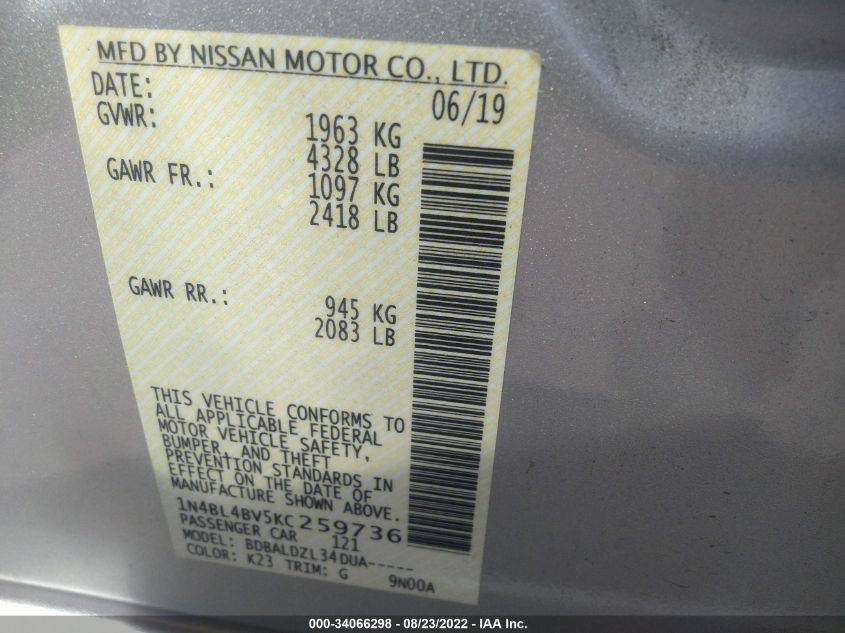 MFD BY NISSAN MOTOR CO., LTD.
DATE: 06/19
GVWR: 1963 KG
4328 LB
GAWR FR.: 1097 KG
2418 LB
GAWR RR.: 945 KG
2083 LB
THIS VEHICLE CONFORMS TO
ALL APPLICABLE FEDERAL
MOTOR VEHICLE SAFETY,
BUMPER, AND THEFT
PREVENTION STANDARDS IN
EFFECT ON THE DATE OF
MANUFACTURE SHOWN ABOVE.
1N4BL4BV5KC259736
PASSENGER CAR 121
MODEL: BDBALDZL34DUA-----
COLOR: K23 TRIM: G 9N00A
000-34066298 - 08/23/2022 - IAA Inc.